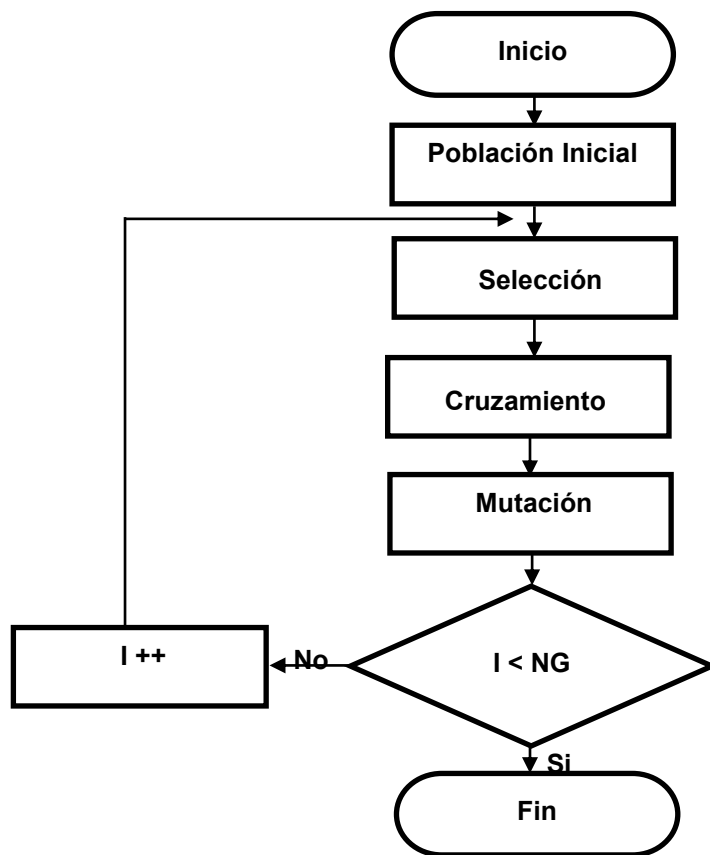 Inicio
Población Inicial
Selección
Cruzamiento
Mutación
I ++
No
I < NG
Si
Fin